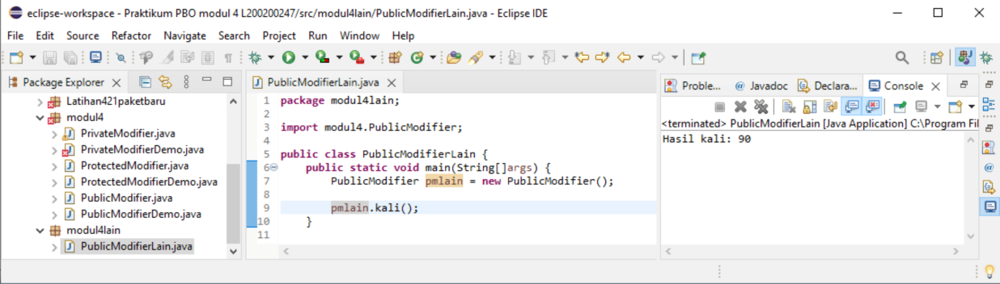 eclipse-workspace - Praktikum PBO modul 4 L200200247/src/modul4lain/PublicModifierLain.java - Eclipse IDE
File Edit Source Refactor Navigate Search Project Run Window Help
Package Explorer
Latihan421paketbaru
modul4
PrivateModifier.java
PrivateModifierDemo.java
ProtectedModifier.java
ProtectedModifierDemo.java
PublicModifier.java
PublicModifierDemo.java
modul4lain
PublicModifierLain.java
PublicModifierLain.java
1 package modul4lain;
2
3 import modul4.PublicModifier;
4
5 public class PublicModifierLain {
6 public static void main(String[]args) {
7 PublicModifier pmlain = new PublicModifier();
8
9 pmlain.kali();
10 }
11
Proble... Javadoc Declara... Console
<terminated> PublicModifierLain [Java Application] C:\Program Fil
Hasil kali: 90